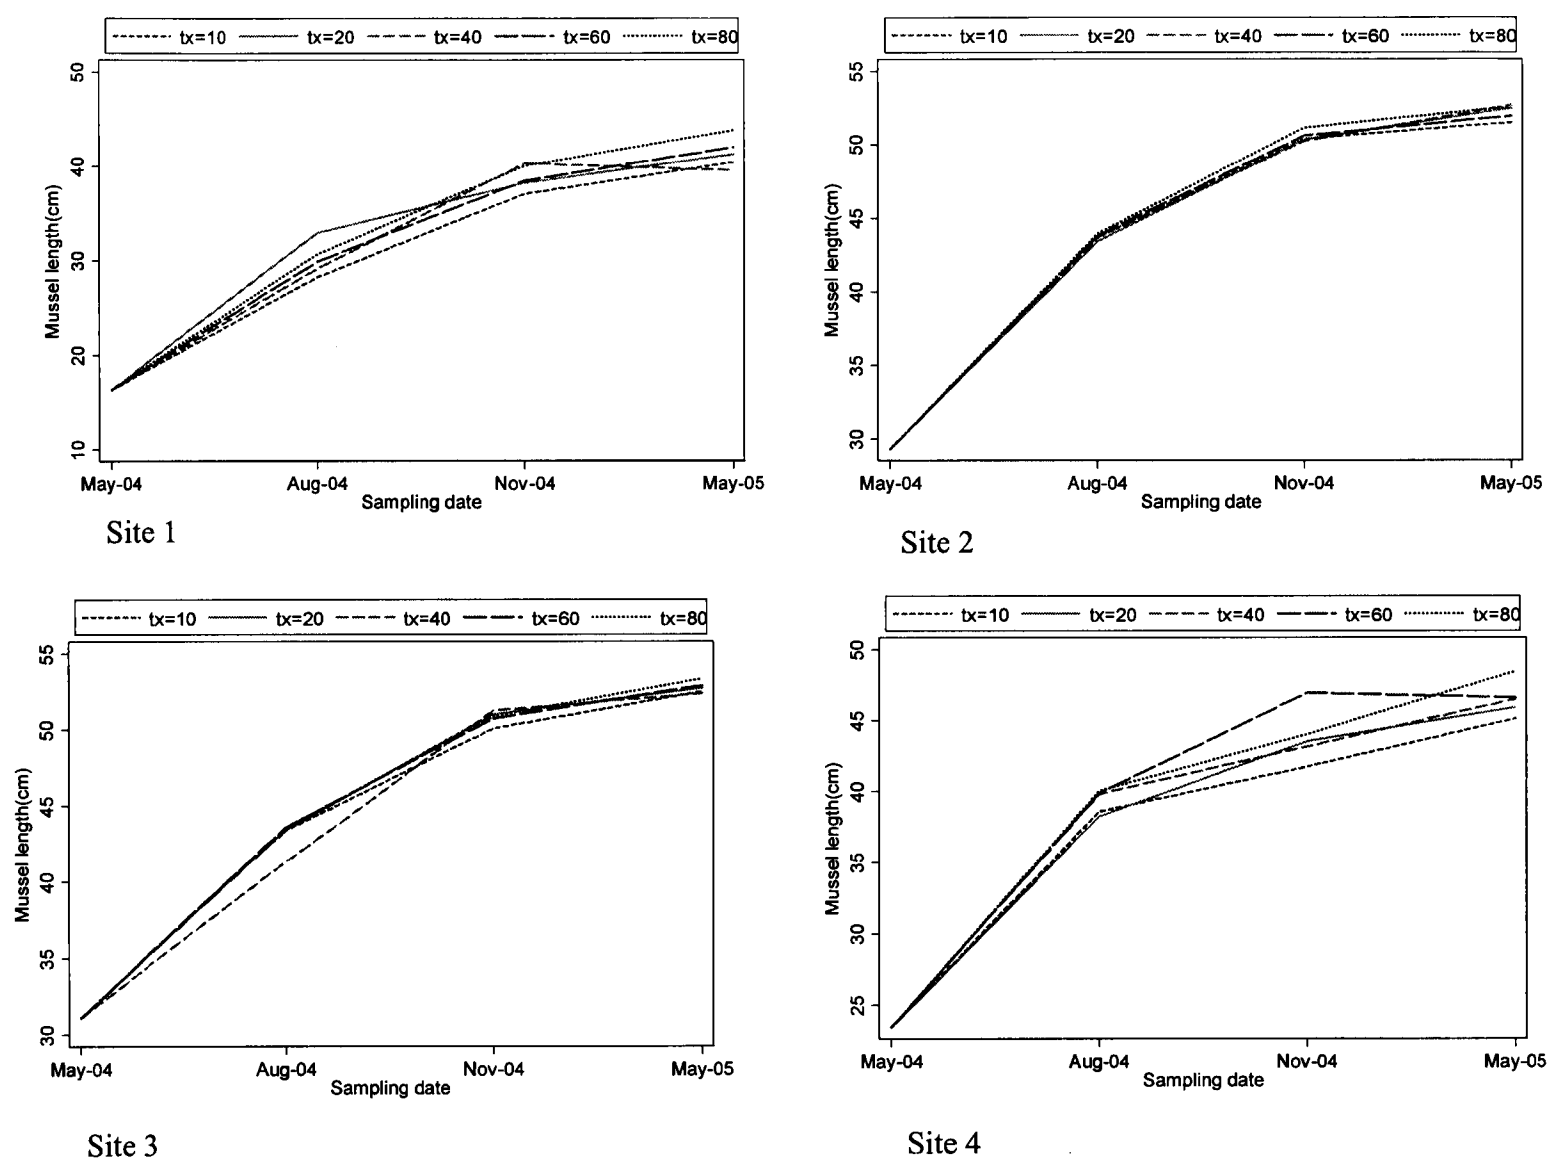 tx=10 tx=20 tx=40 tx=60 tx=80
50
40
30
20
10
Mussel length(cm)
May-04 Aug-04 Nov-04 May-05
Sampling date
Site 1
tx=10 tx=20 tx=40 tx=60 tx=80
55
50
45
40
35
30
Mussel length(cm)
May-04 Aug-04 Nov-04 May-05
Sampling date
Site 2
tx=10 tx=20 tx=40 tx=60 tx=80
55
50
45
40
35
30
Mussel length(cm)
May-04 Aug-04 Nov-04 May-05
Sampling date
Site 3
tx=10 tx=20 tx=40 tx=60 tx=80
50
45
40
35
30
25
Mussel length(cm)
May-04 Aug-04 Nov-04 May-05
Sampling date
Site 4